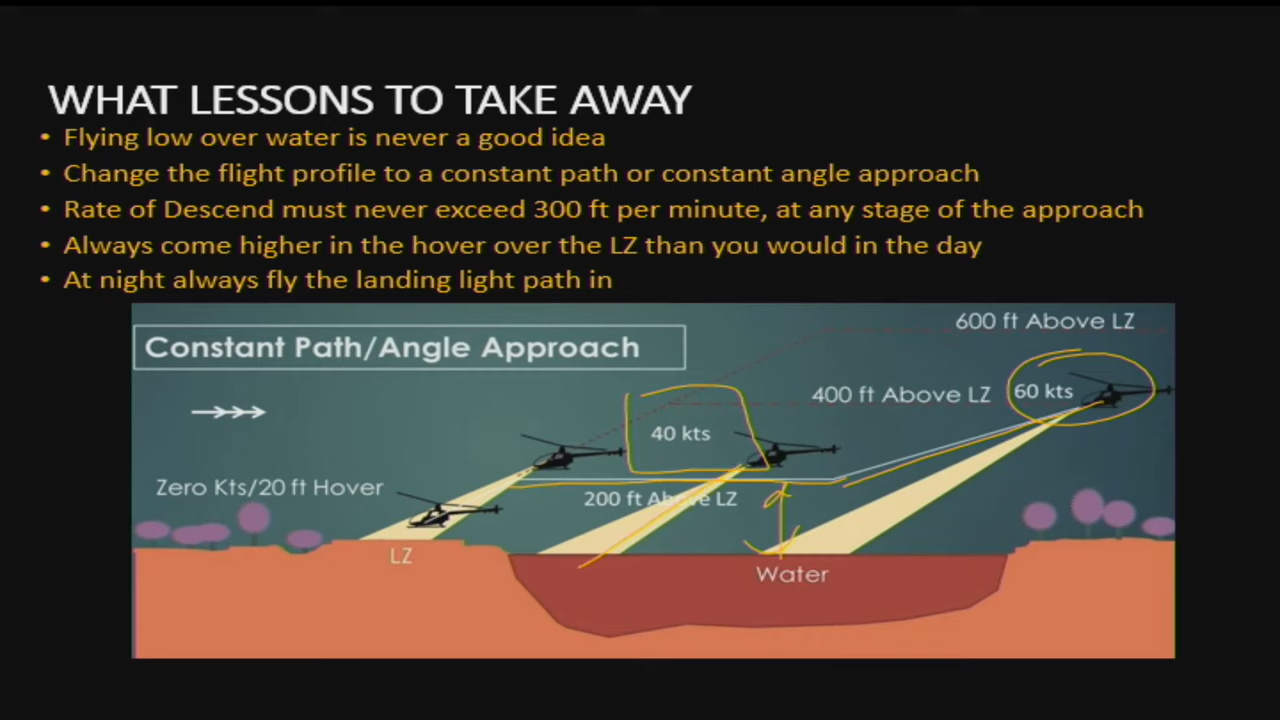 WHAT LESSONS TO TAKE AWAY
• Flying low over water is never a good idea
• Change the flight profile to a constant path or constant angle approach
• Rate of Descend must never exceed 300 ft per minute, at any stage of the approach
• Always come higher in the hover over the LZ than you would in the day
• At night always fly the landing light path in
600 ft Above LZ
Constant Path/Angle Approach
400 ft Above LZ
60 kts
40 kts
Zero Kts/20 ft Hover
200 ft Above LZ
LZ
Water